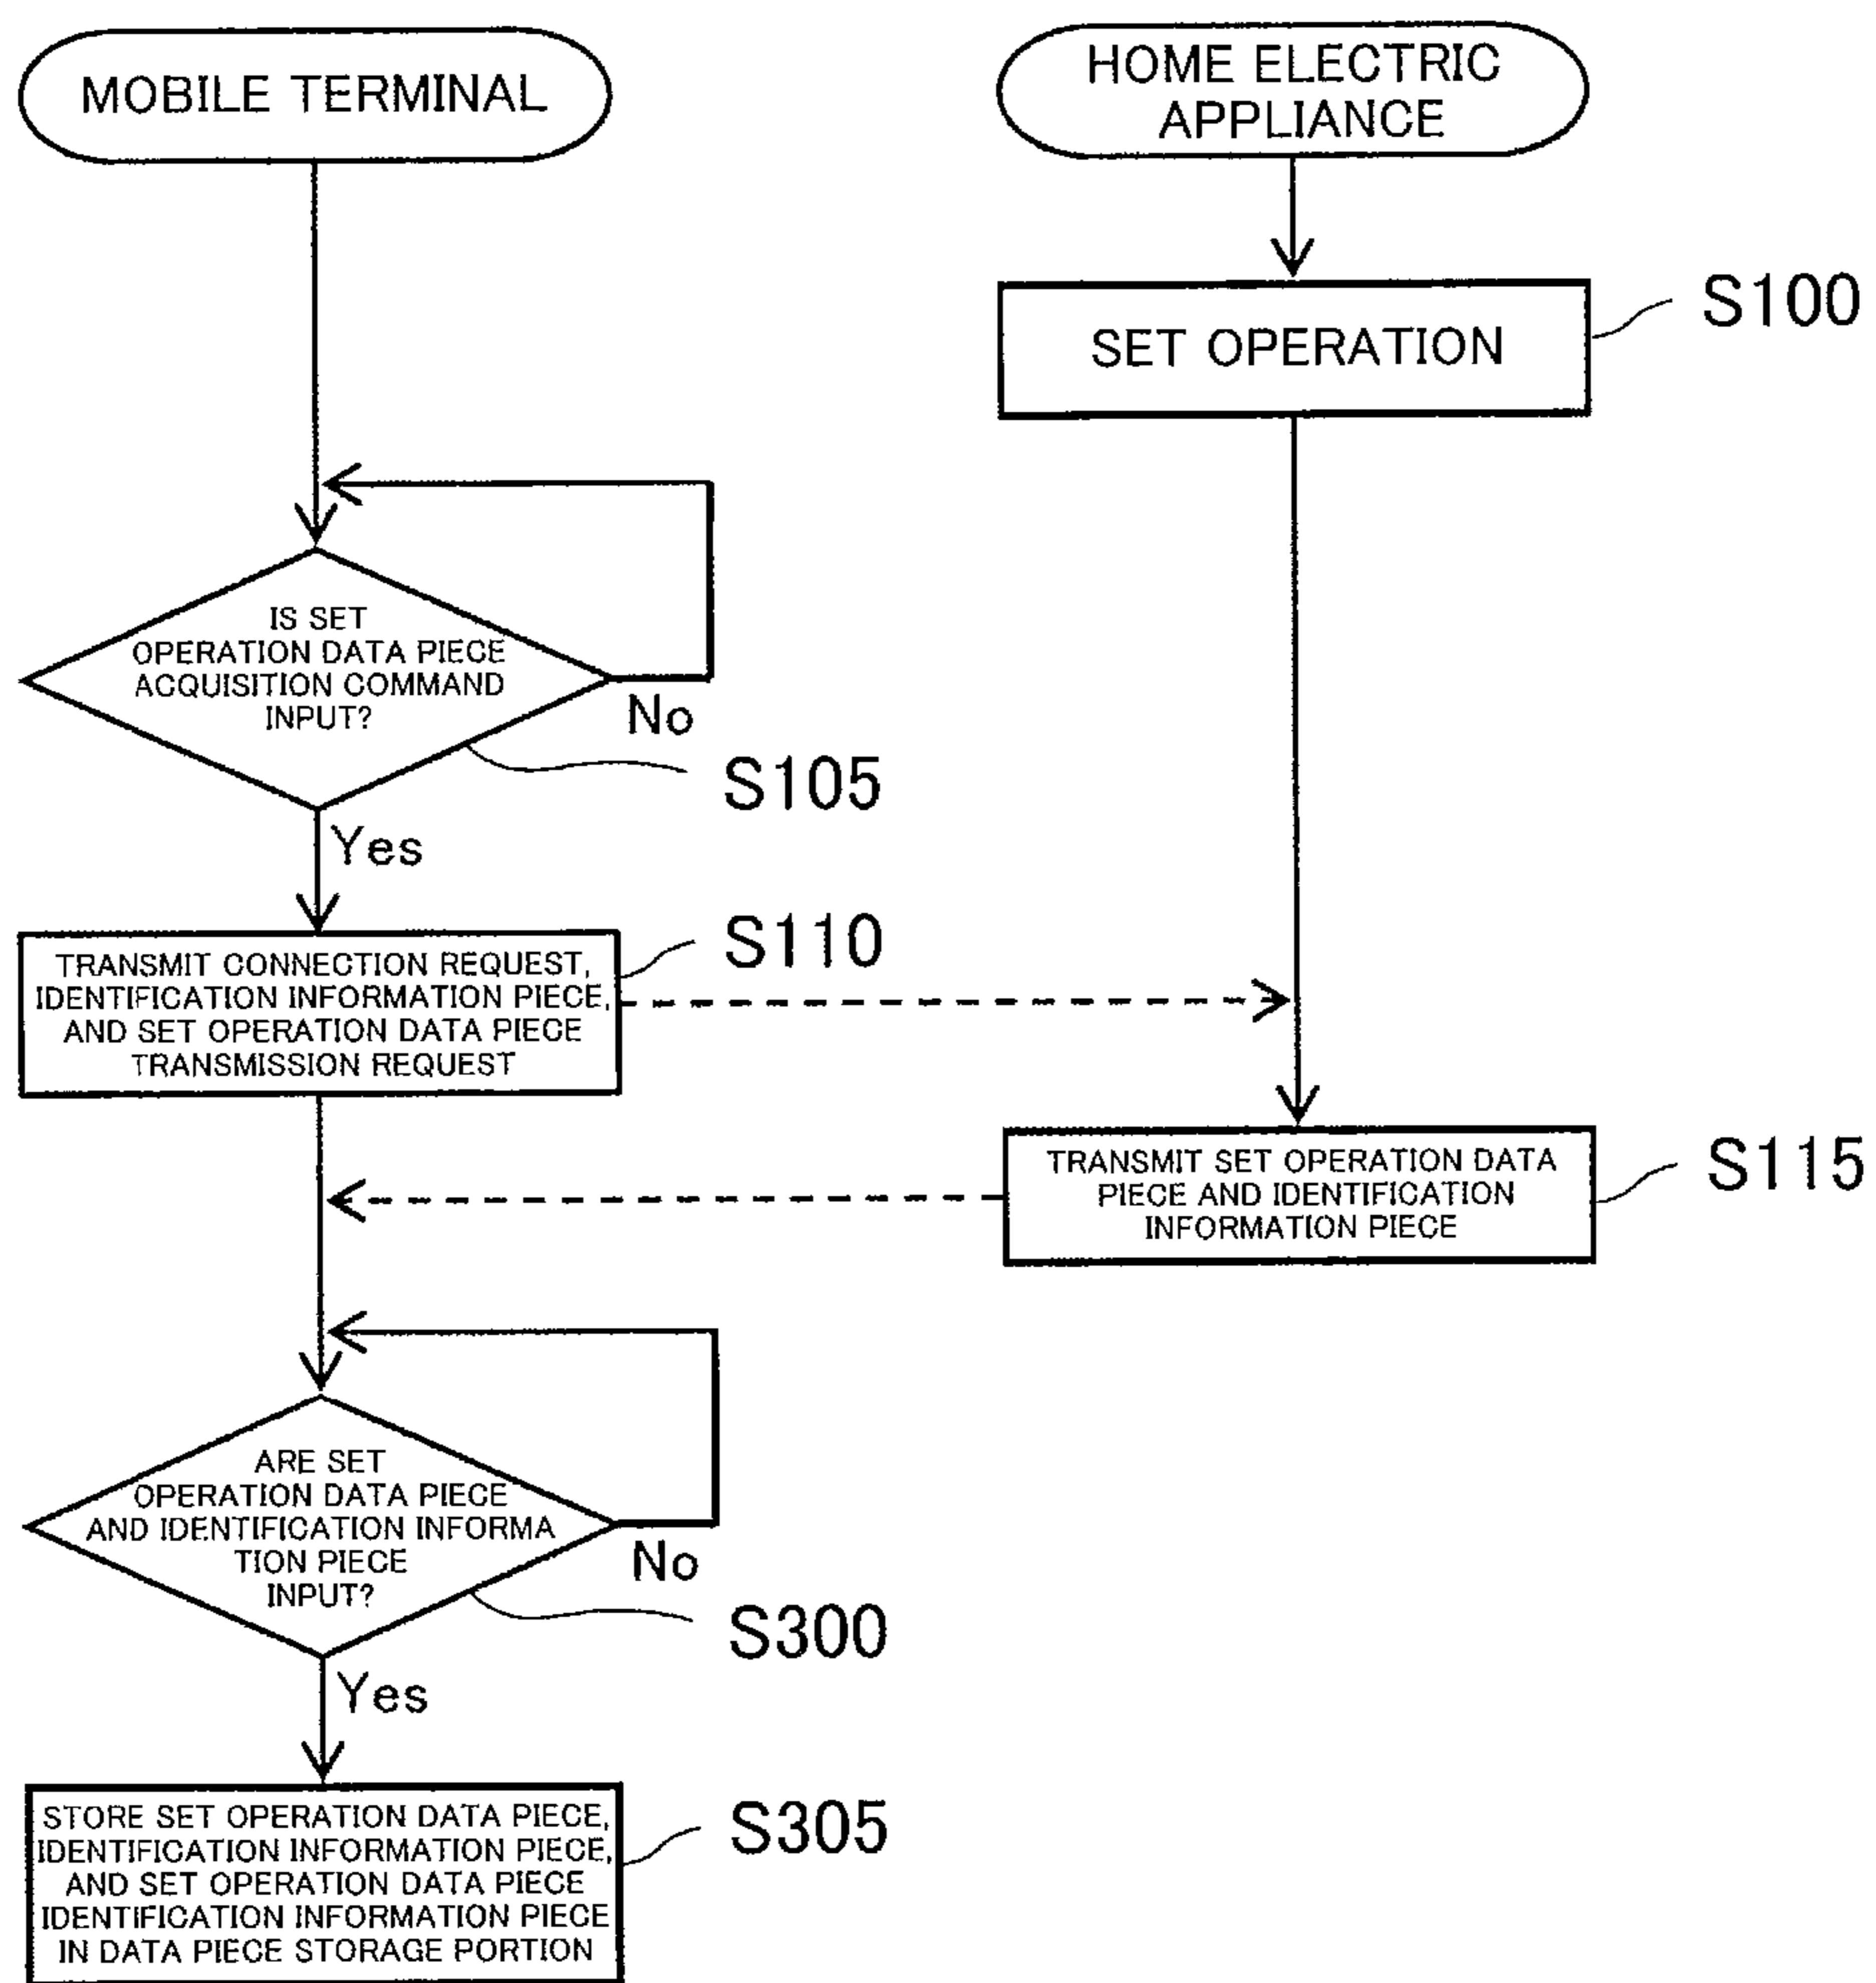 MOBILE TERMINAL
HOME ELECTRIC
APPLIANCE
SET OPERATION
S100
IS SET
OPERATION DATA PIECE
ACQUISITION COMMAND
INPUT?
No
S105
Yes
TRANSMIT CONNECTION REQUEST,
IDENTIFICATION INFORMATION PIECE,
AND SET OPERATION DATA PIECE
TRANSMISSION REQUEST
S110
TRANSMIT SET OPERATION DATA
PIECE AND IDENTIFICATION
INFORMATION PIECE
S115
ARE SET
OPERATION DATA PIECE
AND IDENTIFICATION INFORMA
TION PIECE
INPUT?
No
S300
Yes
STORE SET OPERATION DATA PIECE,
IDENTIFICATION INFORMATION PIECE,
AND SET OPERATION DATA PIECE
IDENTIFICATION INFORMATION PIECE
IN DATA PIECE STORAGE PORTION
S305